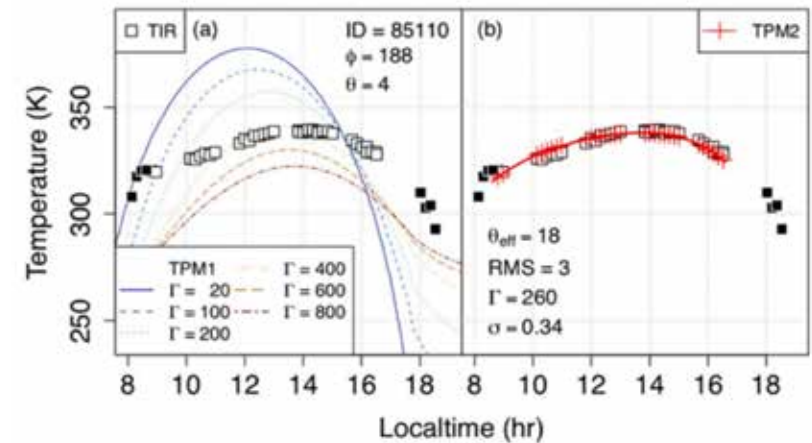 TIR (a) ID = 85110
ϕ = 188
θ = 4
(b) TPM2
Temperature (K)
350
300
250
θeff = 18
RMS = 3
Γ = 260
σ = 0.34
TPM1 Γ = 400
Γ = 20 Γ = 600
Γ = 100 Γ = 800
Γ = 200
8 10 12 14 16 18 8 10 12 14 16 18
Localtime (hr)